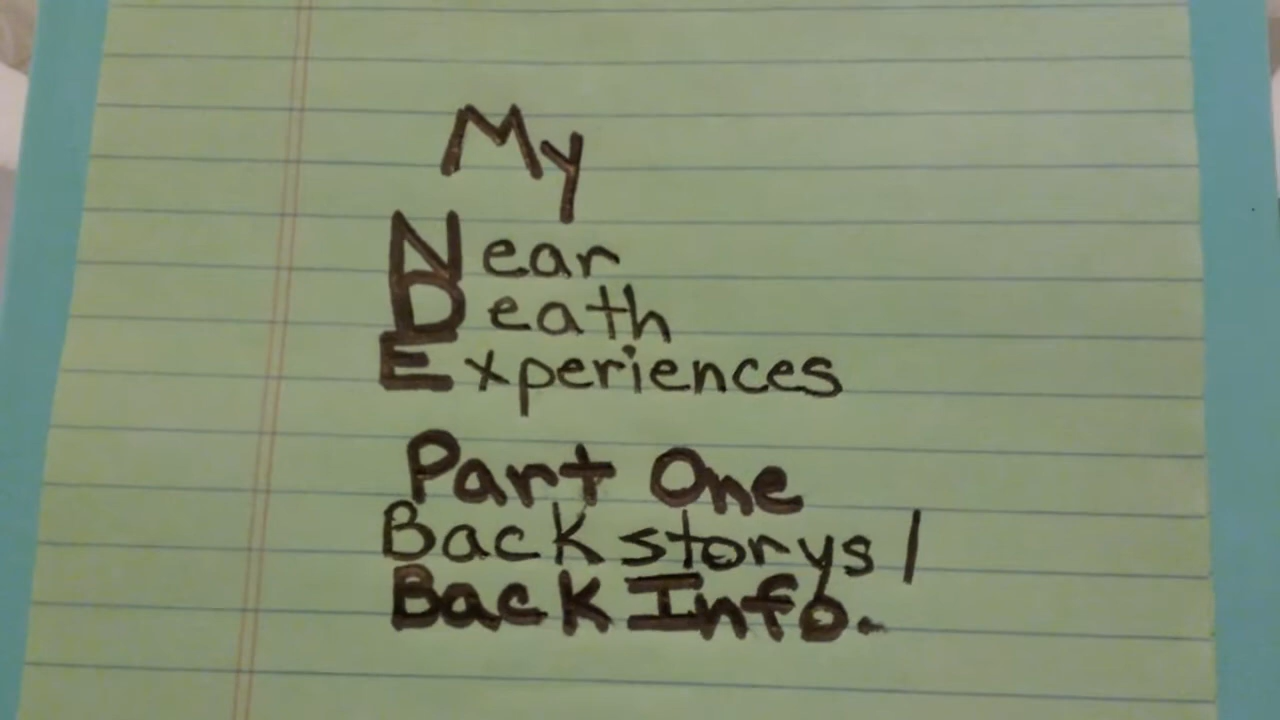 My
Near
Death
Experiences
Part One
Backstorys/
Back Info.